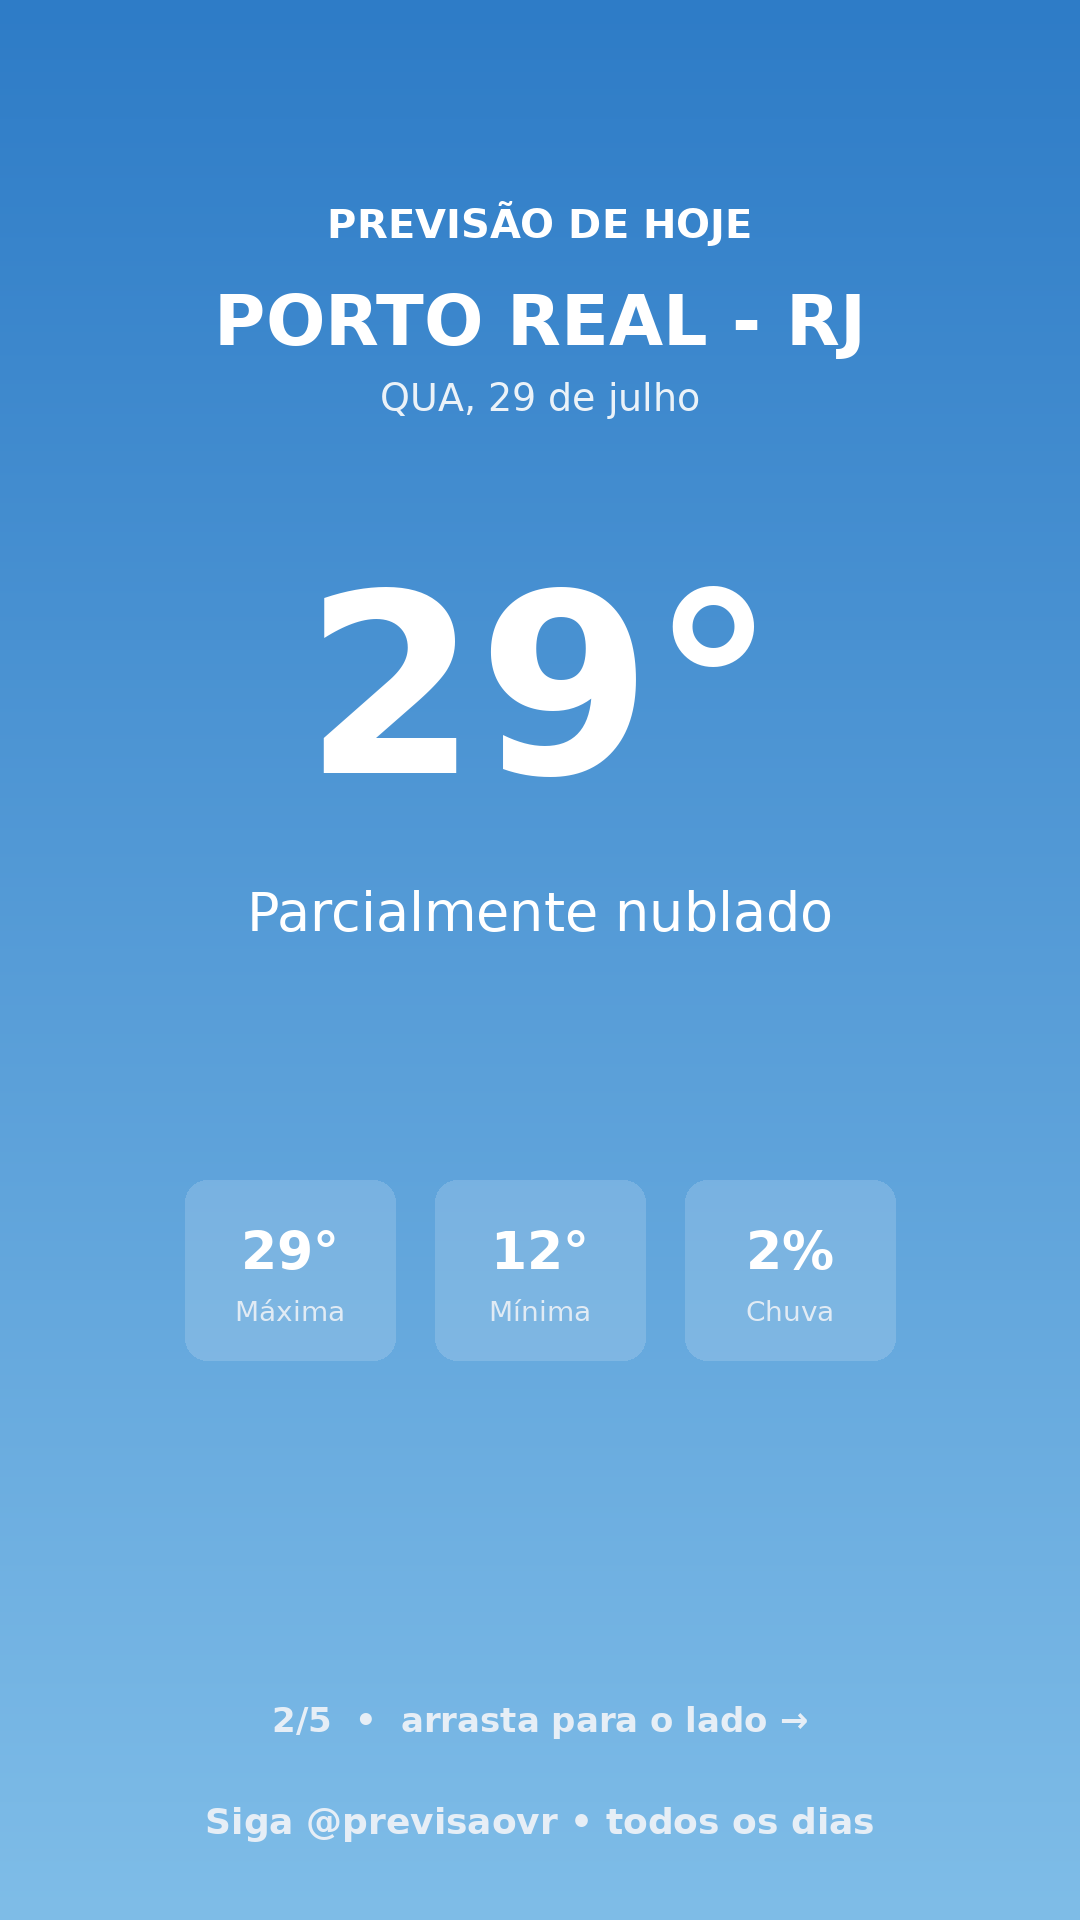 PREVISÃO DE HOJE
PORTO REAL - RJ
QUA, 29 de julho
29°
Parcialmente nublado
29° 12° 2%
Máxima Mínima Chuva
2/5 • arrasta para o lado →
Siga @previsaovr • todos os dias